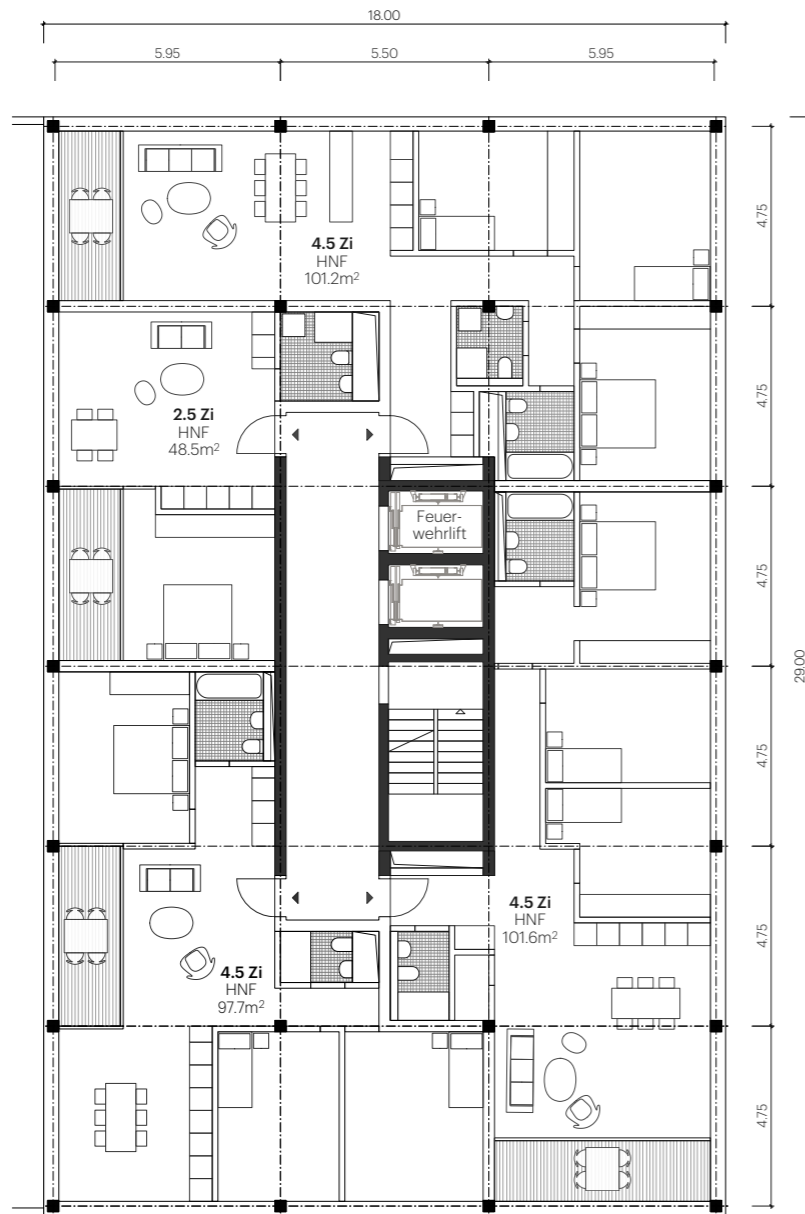 18.00
5.95
5.50
5.95
4.75
4.5 Zi
HNF
101.2m²
4.75
2.5 Zi
HNF
48.5m²
Feuer-
wehrlift
4.75
29.00
4.75
4.5 Zi
HNF
101.6m²
4.75
4.5 Zi
HNF
97.7m²
4.75